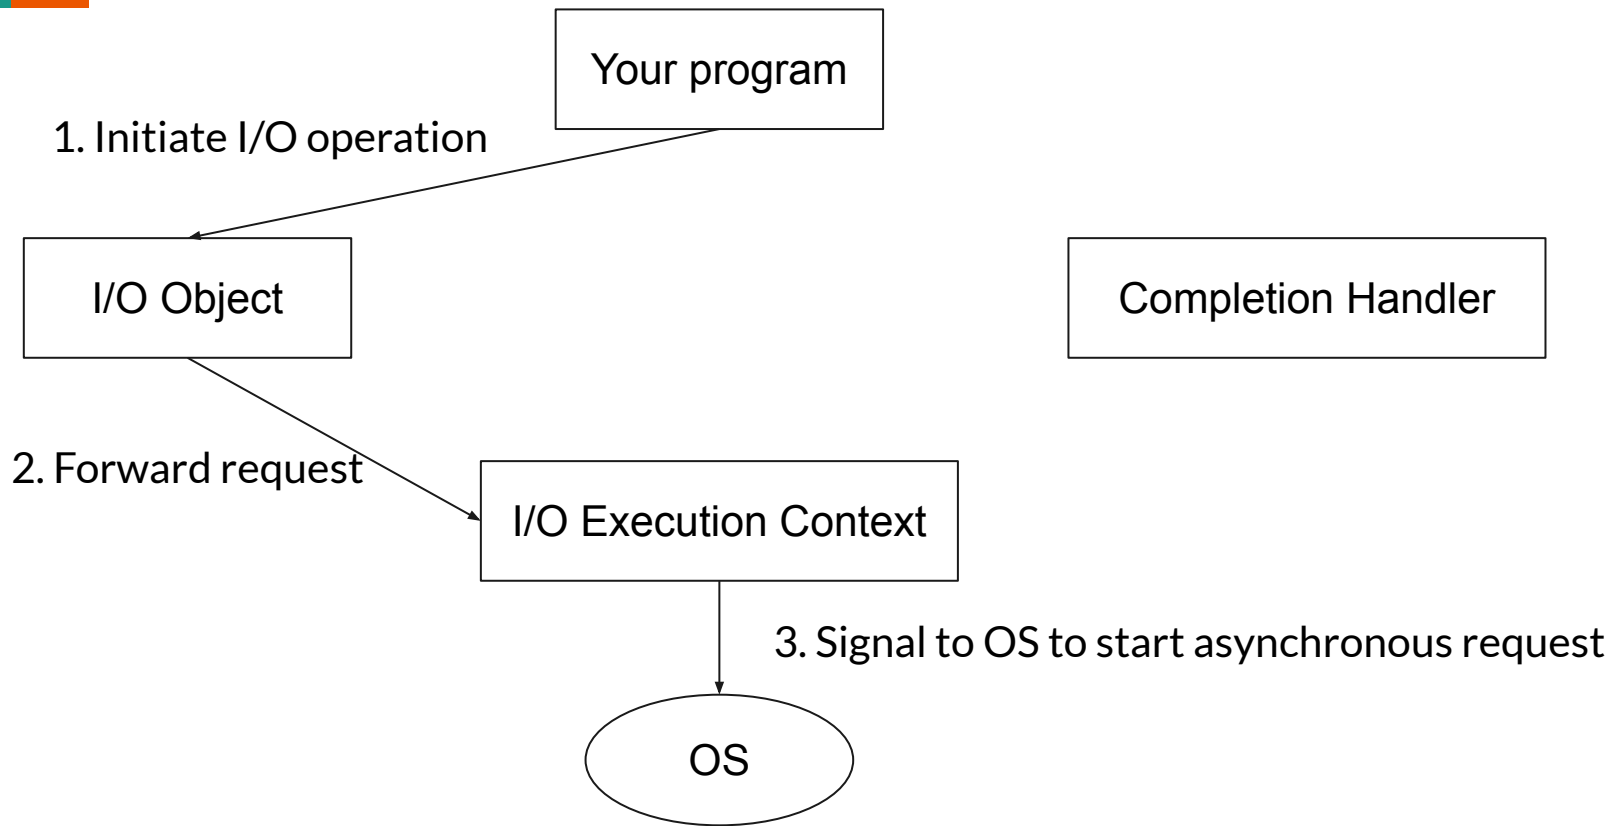 Your program
1. Initiate I/O operation
I/O Object
Completion Handler
2. Forward request
I/O Execution Context
3. Signal to OS to start asynchronous request
OS